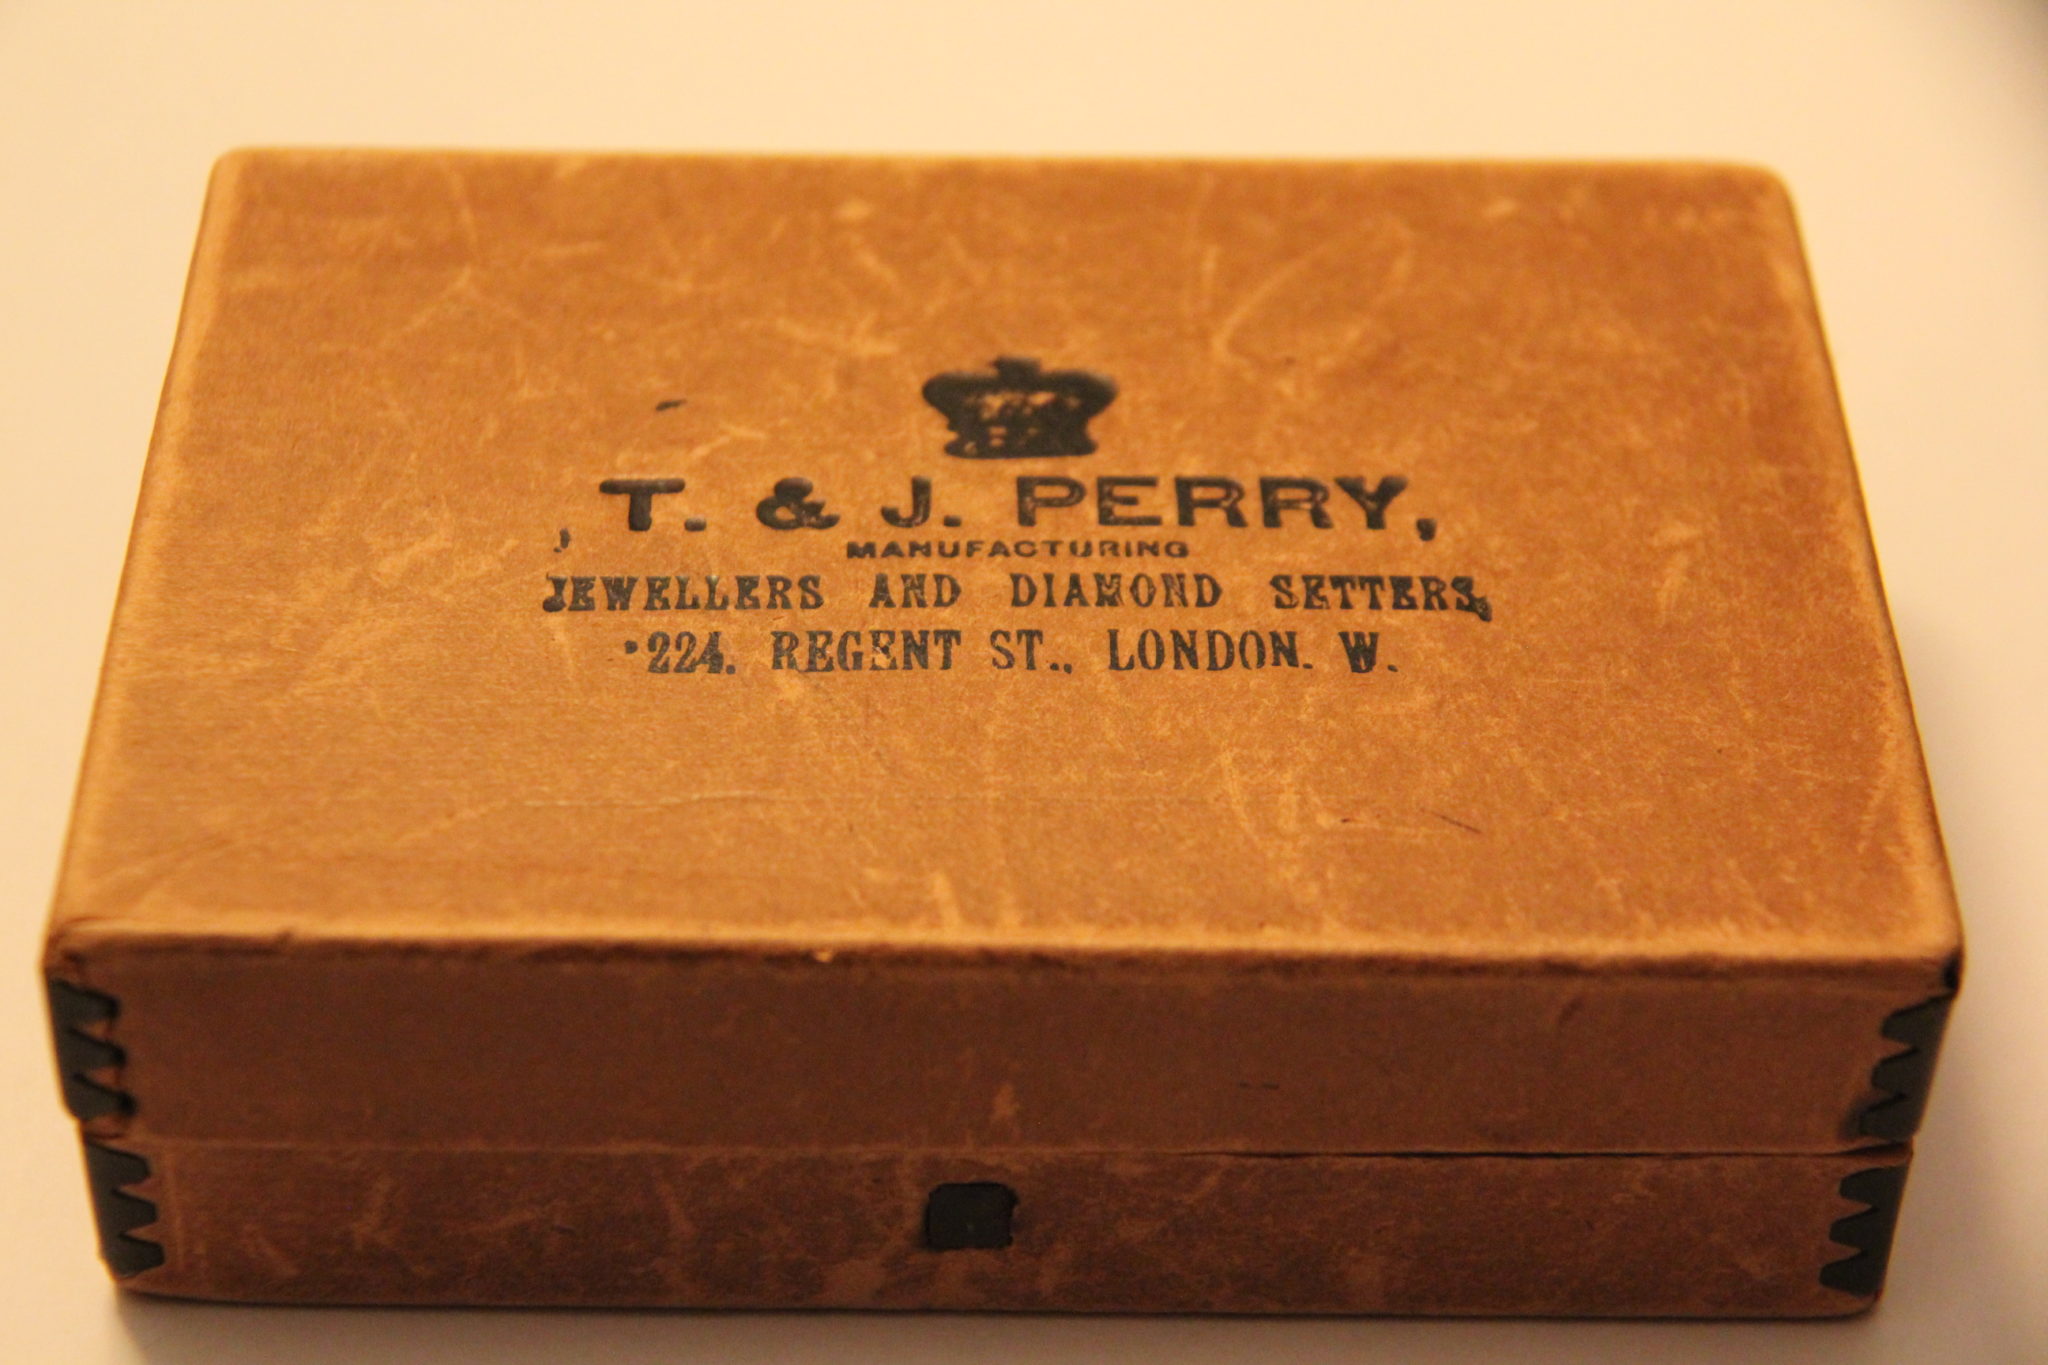 T. & J. PERRY,
MANUFACTURING
JEWELLERS AND DIAMOND SETTERS,
224. REGENT ST., LONDON. W.